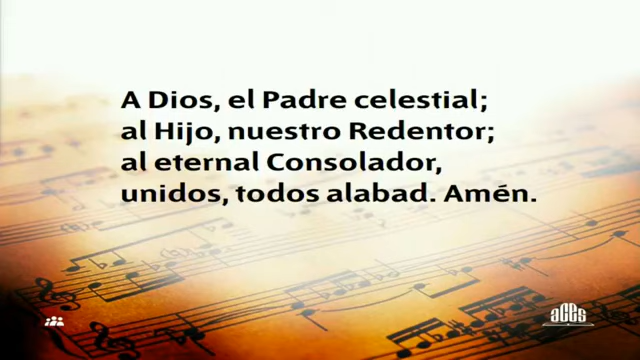 A Dios, el Padre celestial;
al Hijo, nuestro Redentor;
al eternal Consolador,
unidos, todos alabad. Amén.
aces